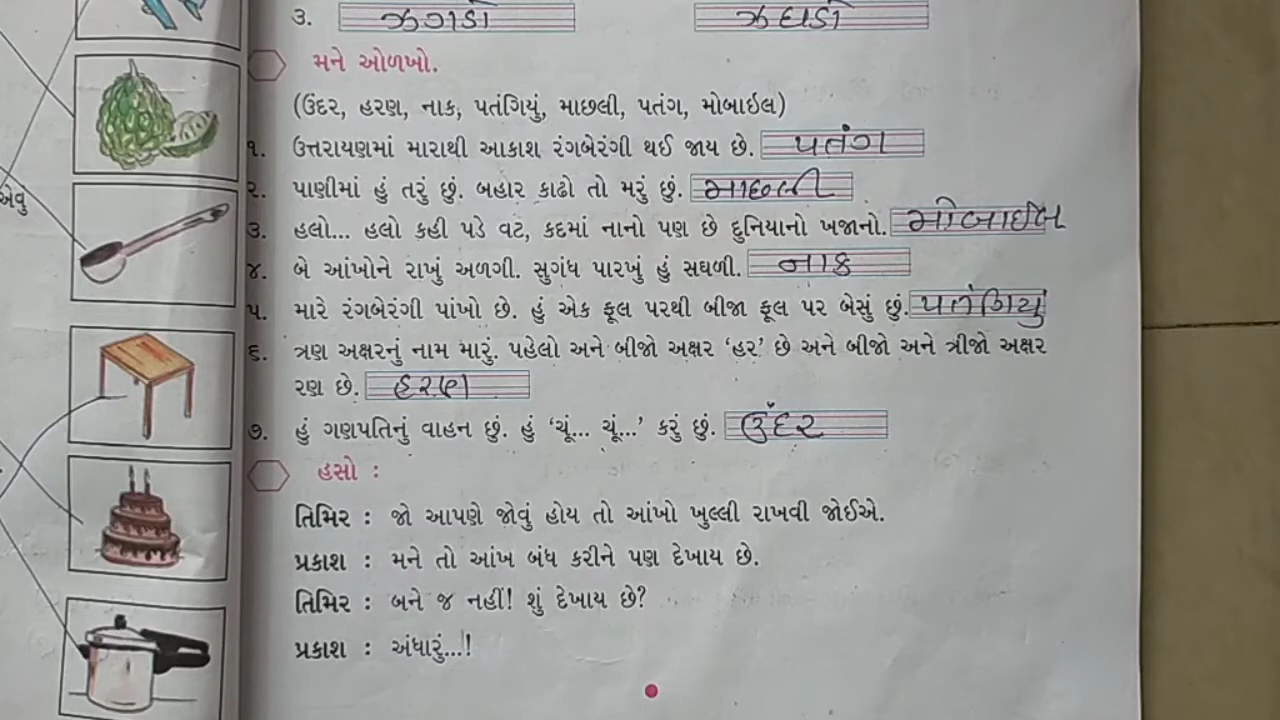 ૩. ઝગડો ઝઘડો
મને ઓળખો.
(ઉંદર, હરણ, નાક, પતંગિયું, માછલી, પતંગ, મોબાઇલ)
૧. ઉત્તરાયણમાં મારાથી આકાશ રંગબેરંગી થઈ જાય છે. પતંગ
૨. પાણીમાં હું તરું છું. બહાર કાઢો તો મરું છું. માછલી
એવું
૩. હલો... હલો કહી પડે વટ, કદમાં નાનો પણ છે દુનિયાનો ખજાનો. મોબાઈલ
૪. બે આંખોને રાખું અળગી. સુગંધ પારખું હું સઘળી. નાક
૫. મારે રંગબેરંગી પાંખો છે. હું એક ફૂલ પરથી બીજા ફૂલ પર બેસું છું. પતંગિયું
૬. ત્રણ અક્ષરનું નામ મારું. પહેલો અને બીજો અક્ષર ‘હર’ છે અને બીજો અને ત્રીજો અક્ષર
રણ છે. હરણ
૭. હું ગણપતિનું વાહન છું. હું ‘ચૂં... ચૂં...’ કરું છું. ઉંદર
હસો :
તિમિર : જો આપણે જોવું હોય તો આંખો ખુલ્લી રાખવી જોઈએ.
પ્રકાશ : મને તો આંખ બંધ કરીને પણ દેખાય છે.
તિમિર : બને જ નહીં! શું દેખાય છે?
પ્રકાશ : અંધારું...!